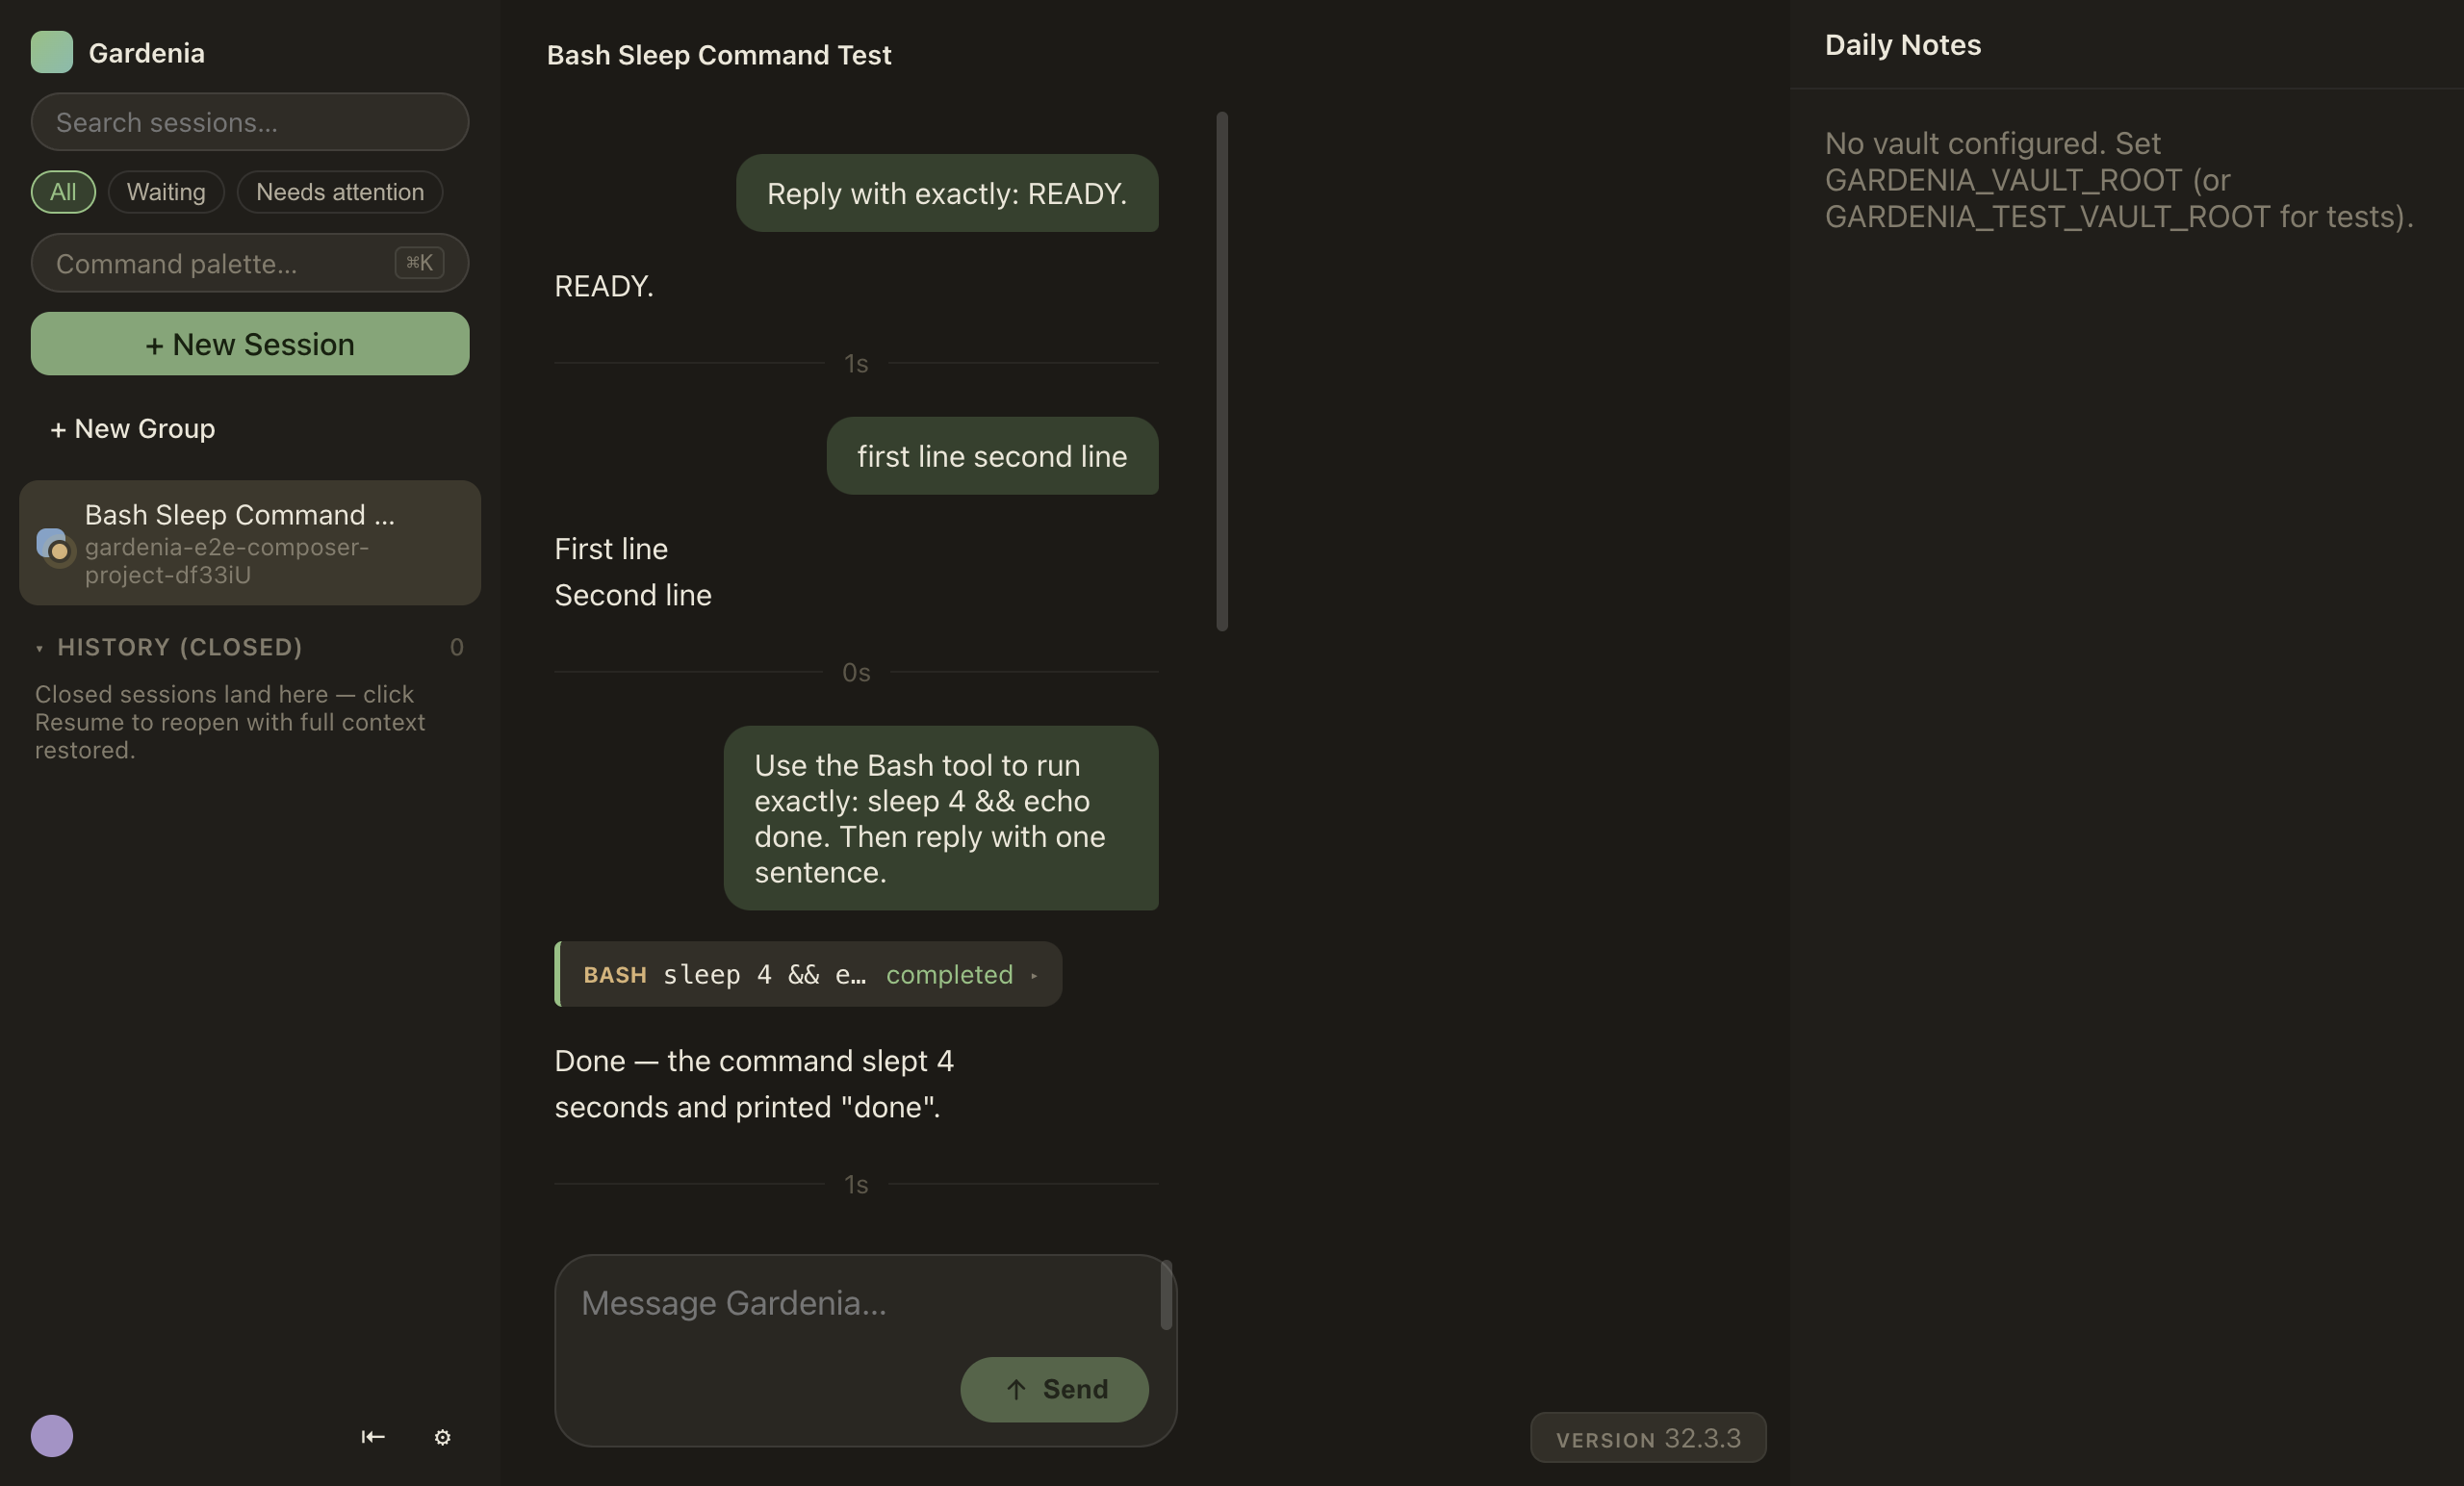 Gardenia
Search sessions...
All
Waiting
Needs attention
Command palette...
⌘K
+ New Session
+ New Group
Bash Sleep Command ...
gardenia-e2e-composer-
project-df33iU
HISTORY (CLOSED)
0
Closed sessions land here — click
Resume to reopen with full context
restored.
Bash Sleep Command Test
Reply with exactly: READY.
READY.
1s
first line second line
First line
Second line
0s
Use the Bash tool to run
exactly: sleep 4 && echo
done. Then reply with one
sentence.
BASH sleep 4 && e… completed
Done — the command slept 4
seconds and printed "done".
1s
Message Gardenia...
↑ Send
VERSION 32.3.3
Daily Notes
No vault configured. Set
GARDENIA_VAULT_ROOT (or
GARDENIA_TEST_VAULT_ROOT for tests).